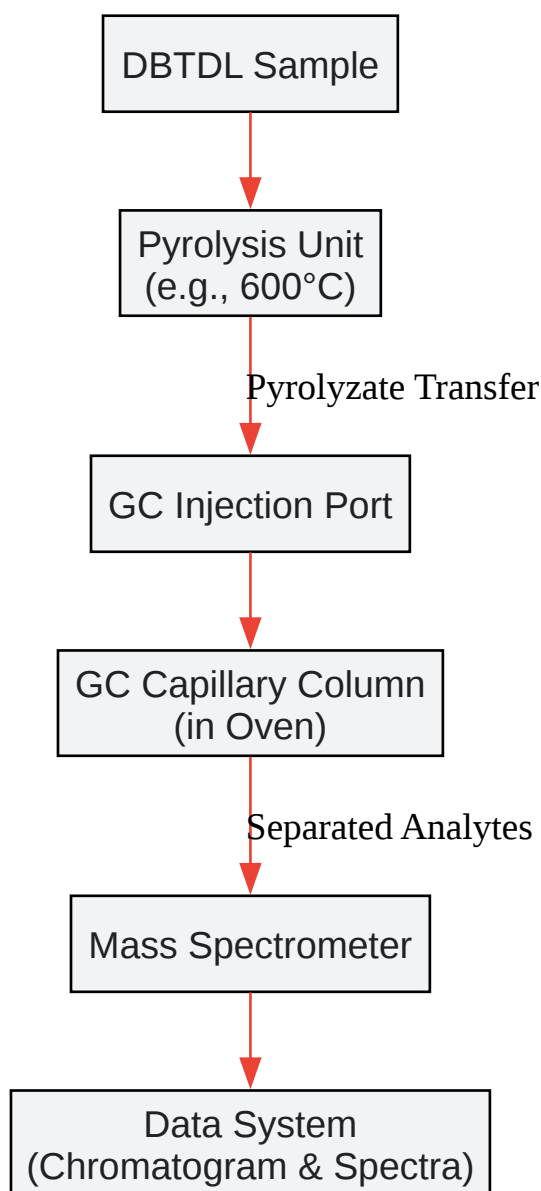 DBTDL Sample
Pyrolysis Unit
(e.g., 600°C)
Pyrolyzate Transfer
GC Injection Port
GC Capillary Column
(in Oven)
Separated Analytes
Mass Spectrometer
Data System
(Chromatogram & Spectra)